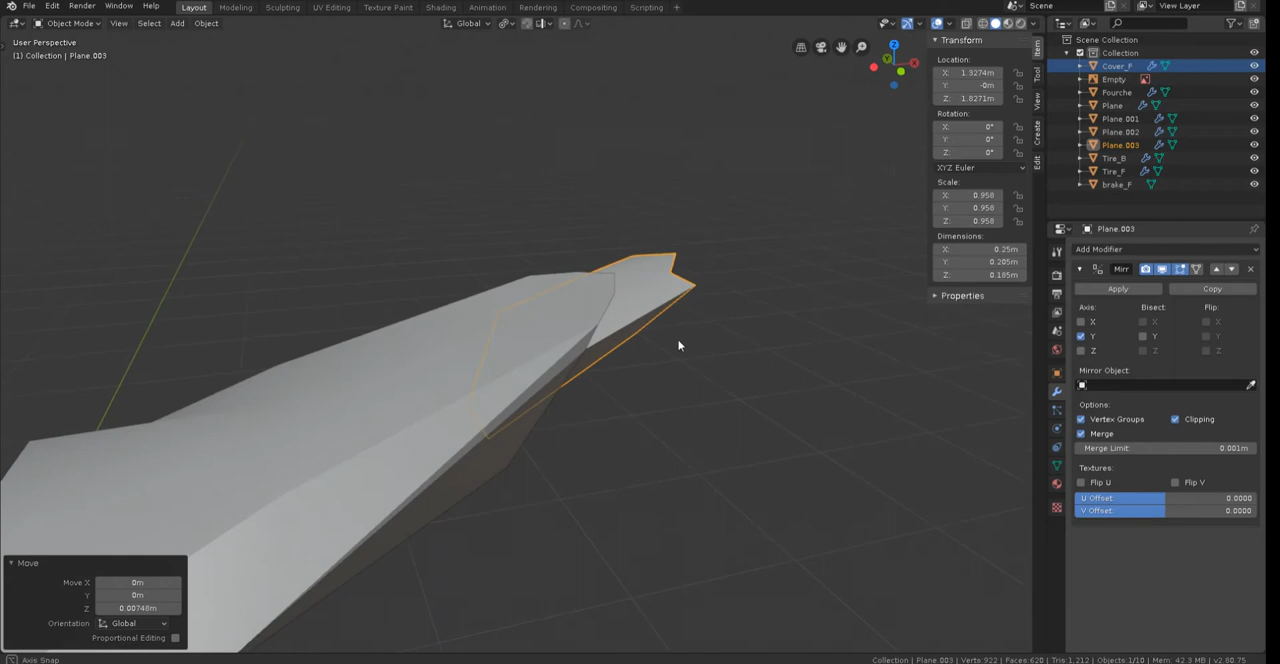 File Edit Render Window Help Layout Modeling Sculpting UV Editing Texture Paint Shading Animation Rendering Compositing Scripting + Scene View Layer
Object Mode View Select Add Object Global
User Perspective
(1) Collection | Plane.003
Transform
Location:
X: 1.3274m
Y: -0m
Z: 1.8271m
Rotation:
X: 0°
Y: 0°
Z: 0°
XYZ Euler
Scale:
X: 0.958
Y: 0.958
Z: 0.958
Dimensions:
X: 0.25m
Y: 0.205m
Z: 0.185m
Properties
Item
Tool
View
Create
Edit
Scene Collection
Collection
Cover_F
Empty
Fourche
Plane
Plane.001
Plane.002
Plane.003
Tire_B
Tire_F
brake_F
Plane.003
Add Modifier
Mirr
Apply Copy
Axis: Bisect: Flip:
X X X
Y Y Y
Z Z Z
Mirror Object:
Options:
Vertex Groups Clipping
Merge
Merge Limit: 0.001m
Textures:
Flip U Flip V
U Offset: 0.0000
V Offset: 0.0000
Move
Move X 0m
Y 0m
Z 0.00748m
Orientation Global
Proportional Editing
Axis Snap
Collection | Plane.003 | Verts:922 | Faces:620 | Tris:1,212 | Objects:1/10 | Mem: 42.3 MB | v2.80.75